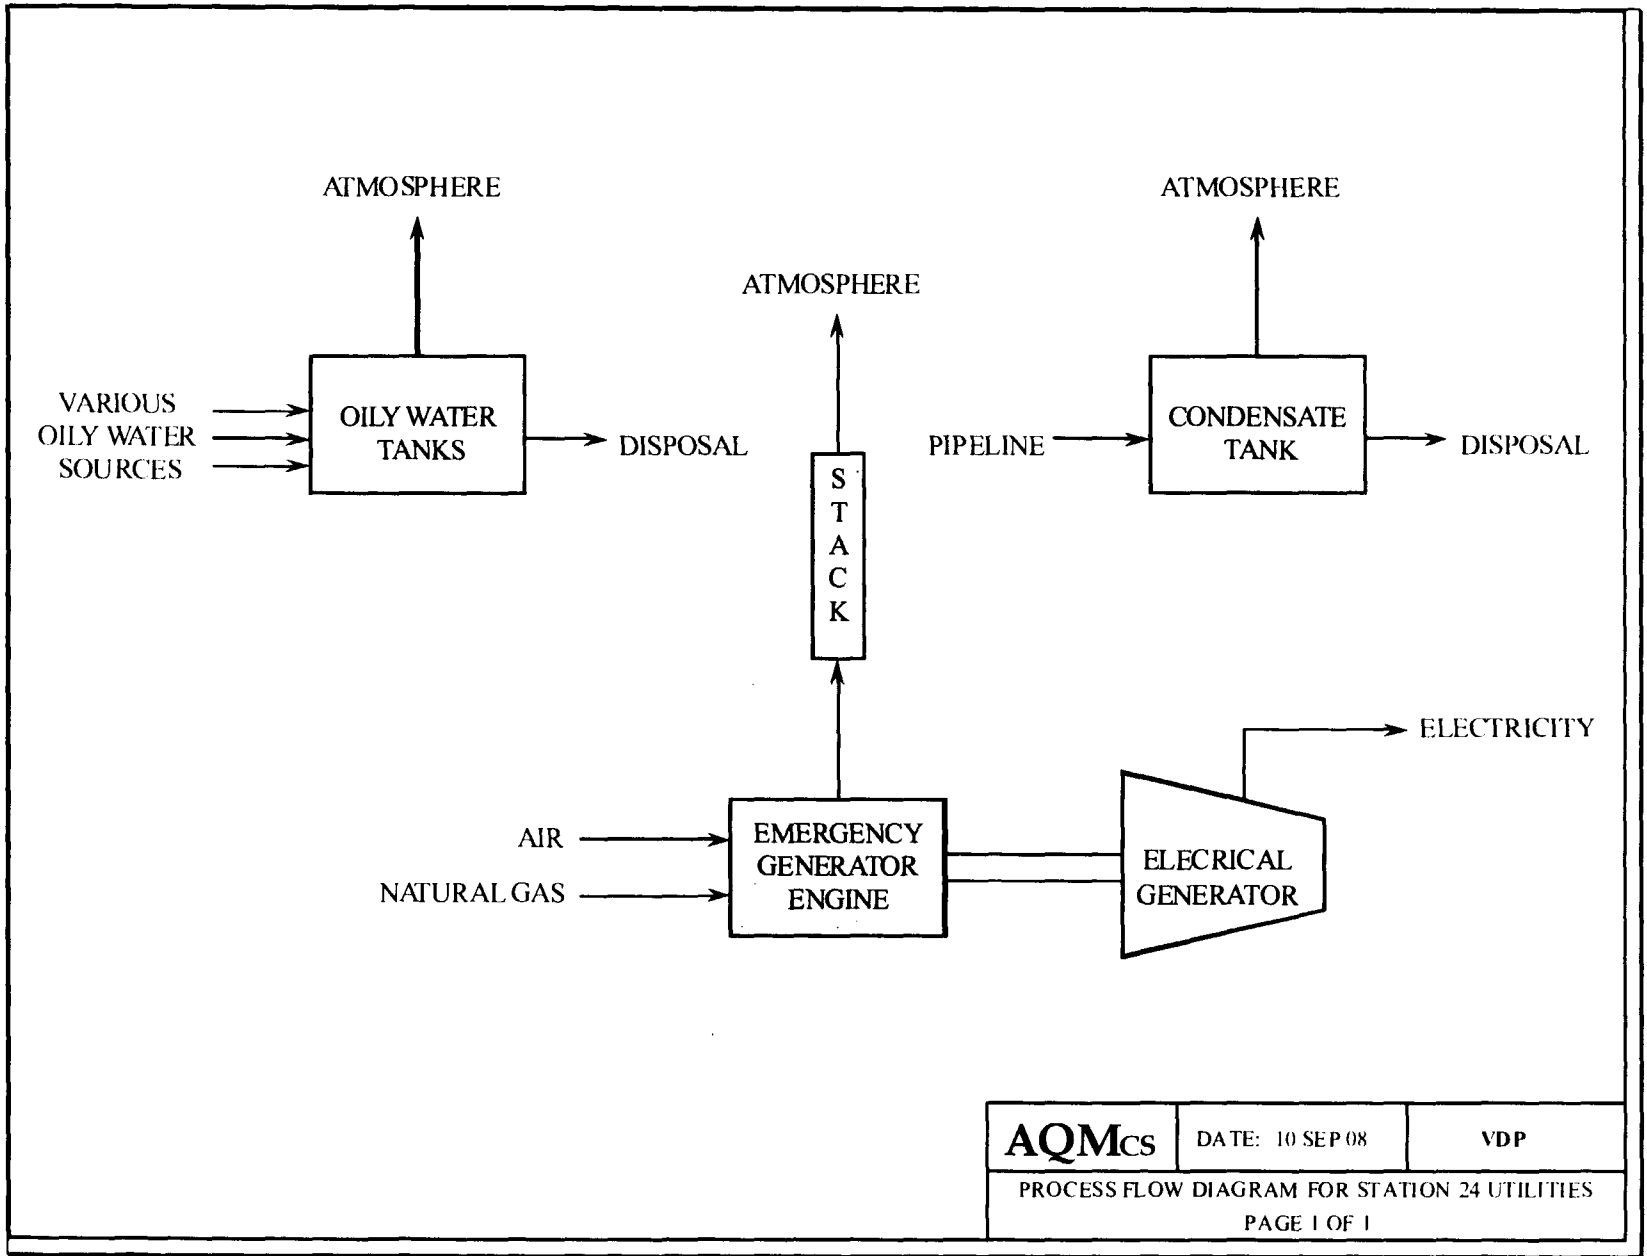 ATMOSPHERE
ATMOSPHERE
ATMOSPHERE
VARIOUS
OILY WATER
SOURCES
OILY WATER
TANKS
DISPOSAL
PIPELINE
CONDENSATE
TANK
DISPOSAL
S
T
A
C
K
ELECTRICITY
AIR
NATURAL GAS
EMERGENCY
GENERATOR
ENGINE
ELECRICAL
GENERATOR
AQMCS
DATE: 10 SEP 08
VDP
PROCESS FLOW DIAGRAM FOR STATION 24 UTILITIES
PAGE 1 OF 1